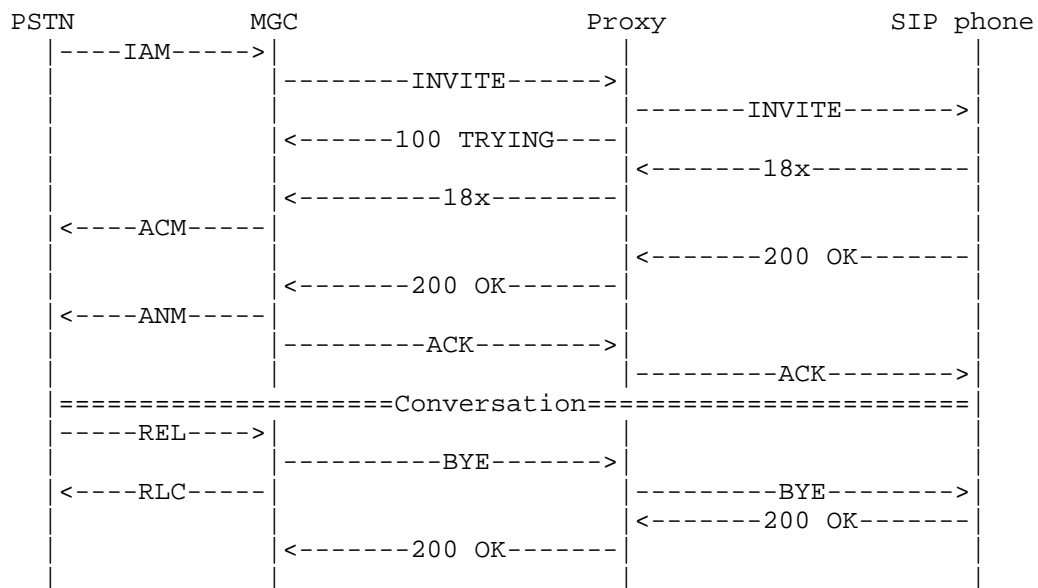 PSTN MGC Proxy SIP phone
|----IAM----->| | |
| |--------INVITE------>| |
| | |-------INVITE------->|
| |<------100 TRYING----| |
| | |<-------18x----------|
| |<---------18x--------| |
|<----ACM-----| | |
| | |<-------200 OK-------|
| |<-------200 OK-------| |
|<----ANM-----| | |
| |---------ACK-------->| |
| | |---------ACK-------->|
|=====================Conversation========================|
|-----REL---->| | |
| |----------BYE------->| |
|<----RLC-----| |---------BYE-------->|
| | |<-------200 OK-------|
| |<-------200 OK-------| |
| | | |